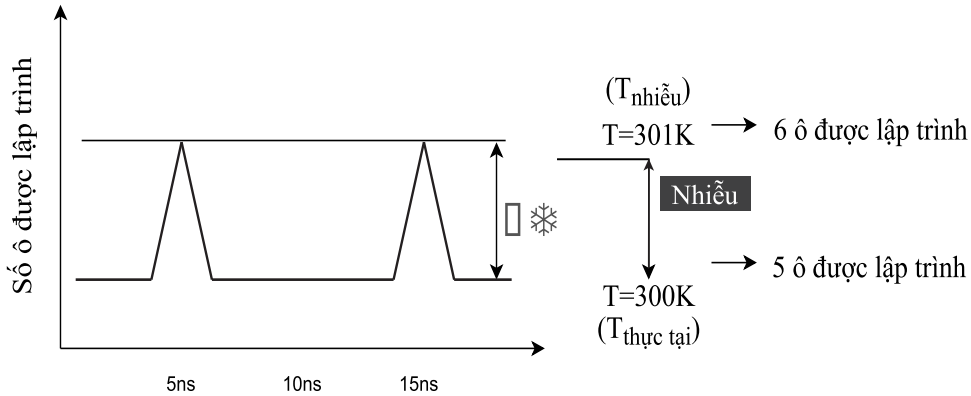 Số ô được lập trình
5ns
10ns
15ns
(Tnhiễu)
T=301K
6 ô được lập trình
Nhiễu
5 ô được lập trình
T=300K
(Tthực tại)